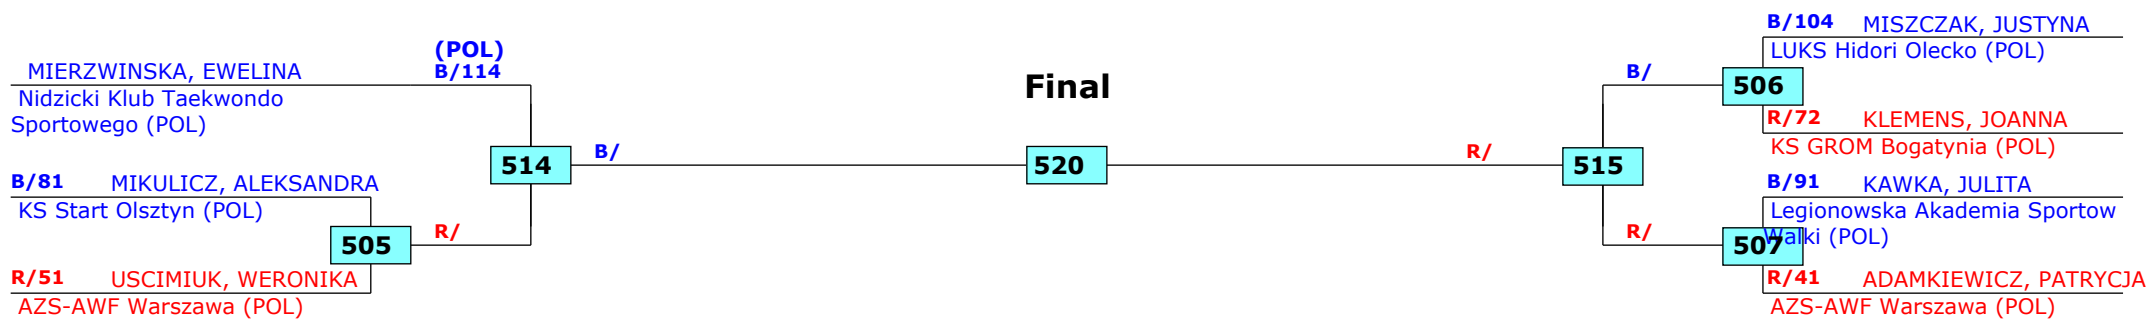 (POL)
MIERZWINSKA, EWELINA B/114
Nidzicki Klub Taekwondo
Sportowego (POL)
514
B/
B/81 MIKULICZ, ALEKSANDRA
KS Start Olsztyn (POL)
505
R/
R/51 USCIMIUK, WERONIKA
AZS-AWF Warszawa (POL)
Final
520
B/104 MISZCZAK, JUSTYNA
LUKS Hidori Olecko (POL)
B/
506
R/72 KLEMENS, JOANNA
KS GROM Bogatynia (POL)
R/
515
B/91 KAWKA, JULITA
Legionowska Akademia Sportow
Walki (POL)
R/
507
R/41 ADAMKIEWICZ, PATRYCJA
AZS-AWF Warszawa (POL)